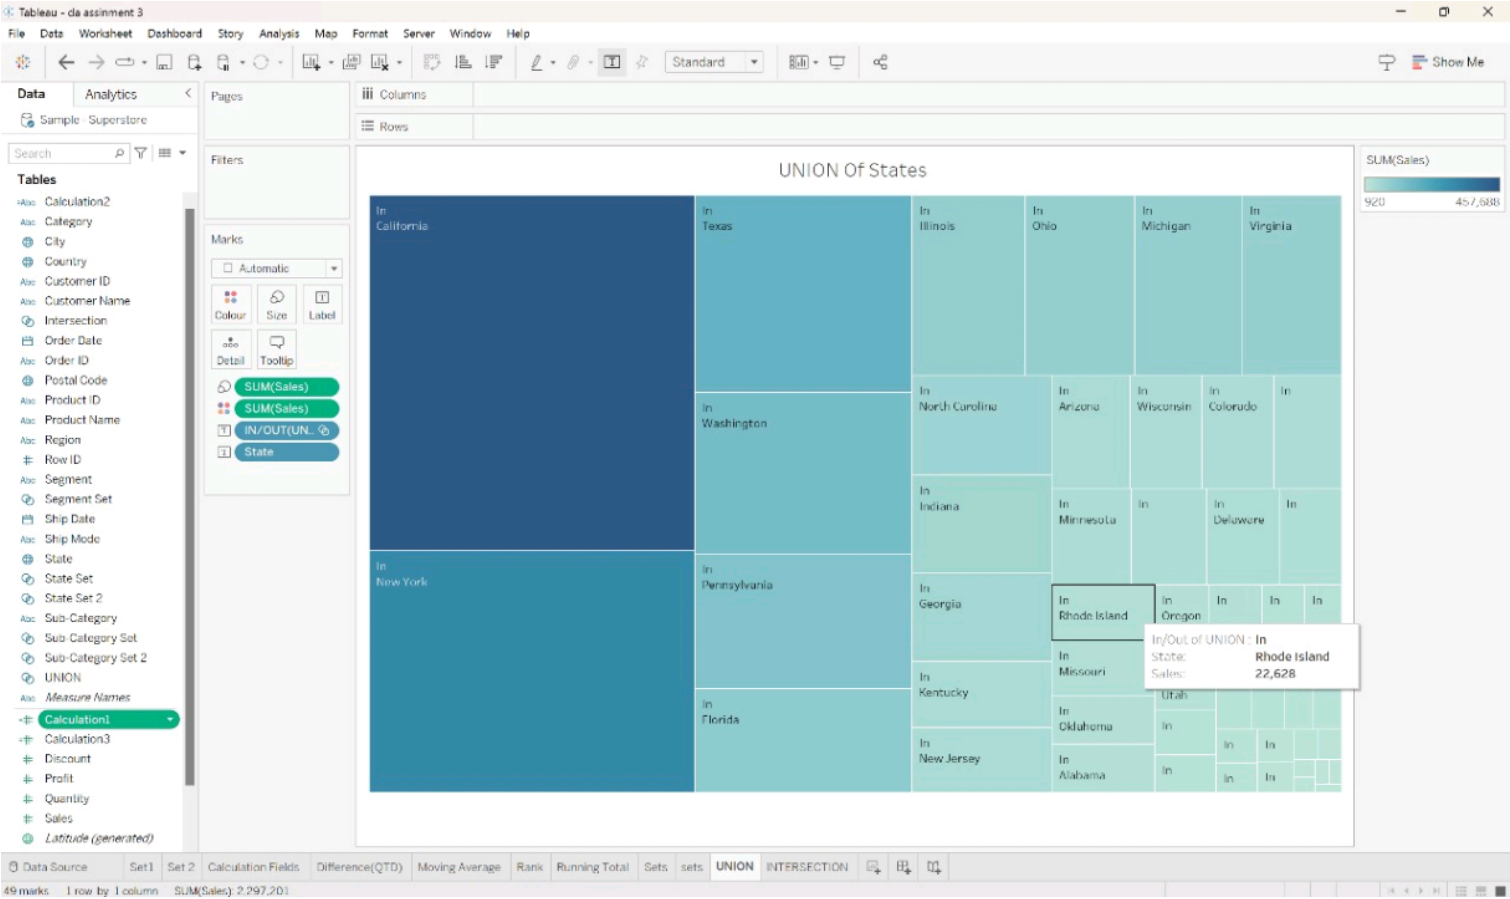 Tableau - da assinment 3
File Data Worksheet Dashboard Story Analysis Map Format Server Window Help
Standard
Show Me
Data Analytics
Sample - Superstore
Search
Tables
Calculation2
Category
City
Country
Customer ID
Customer Name
Intersection
Order Date
Order ID
Postal Code
Product ID
Product Name
Region
Row ID
Segment
Segment Set
Ship Date
Ship Mode
State
State Set
State Set 2
Sub-Category
Sub-Category Set
Sub-Category Set 2
UNION
Measure Names
Calculation1
Calculation3
Discount
Profit
Quantity
Sales
Latitude (generated)
Pages
Filters
Marks
Automatic
Colour Size Label
Detail Tooltip
SUM(Sales)
SUM(Sales)
IN/OUT(UN..
State
Columns
Rows
UNION Of States
In
California
In
New York
In
Texas
In
Washington
In
Pennsylvania
In
Florida
In
Illinois
In
Ohio
In
Michigan
In
Virginia
In
North Carolina
In
Indiana
In
Georgia
In
Kentucky
In
New Jersey
In
Arizona
In
Wisconsin
In
Colorado
In
In
Minnesota
In
In
Delaware
In
In
Rhode Island
In
Oregon
In
In
In
In
Missouri
In
Oklahoma
In
Alabama
Utah
In
In
In
In
In
In
In/Out of UNION : In
State: Rhode Island
Sales: 22,628
SUM(Sales)
920 457,688
Data Source Set1 Set 2 Calculation Fields Difference(QTD) Moving Average Rank Running Total Sets sets UNION INTERSECTION
49 marks 1 row by 1 column SUM(Sales): 2,297,201